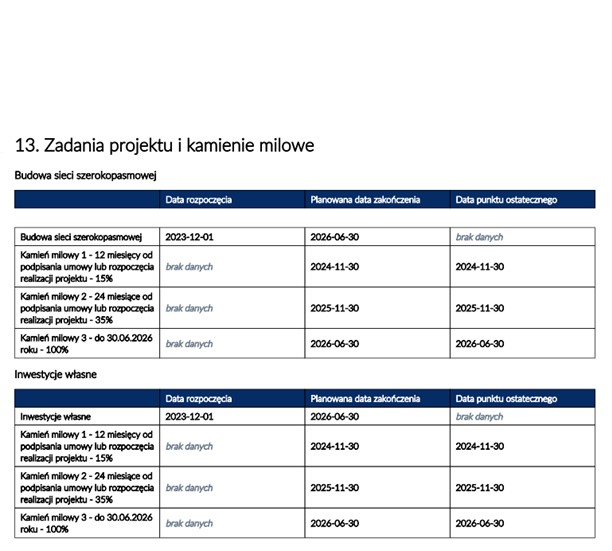 13. Zadania projektu i kamienie milowe
Budowa sieci szerokopasmowej
Data rozpoczęcia Planowana data zakończenia Data punktu ostatecznego
Budowa sieci szerokopasmowej 2023-12-01 2026-06-30 brak danych
Kamień milowy 1 - 12 miesięcy od
podpisania umowy lub rozpoczęcia
realizacji projektu - 15%
brak danych 2024-11-30 2024-11-30
Kamień milowy 2 - 24 miesiące od
podpisania umowy lub rozpoczęcia
realizacji projektu - 35%
brak danych 2025-11-30 2025-11-30
Kamień milowy 3 - do 30.06.2026
roku - 100%
brak danych 2026-06-30 2026-06-30
Inwestycje własne
Data rozpoczęcia Planowana data zakończenia Data punktu ostatecznego
Inwestycje własne 2023-12-01 2026-06-30 brak danych
Kamień milowy 1 - 12 miesięcy od
podpisania umowy lub rozpoczęcia
realizacji projektu - 15%
brak danych 2024-11-30 2024-11-30
Kamień milowy 2 - 24 miesiące od
podpisania umowy lub rozpoczęcia
realizacji projektu - 35%
brak danych 2025-11-30 2025-11-30
Kamień milowy 3 - do 30.06.2026
roku - 100%
brak danych 2026-06-30 2026-06-30